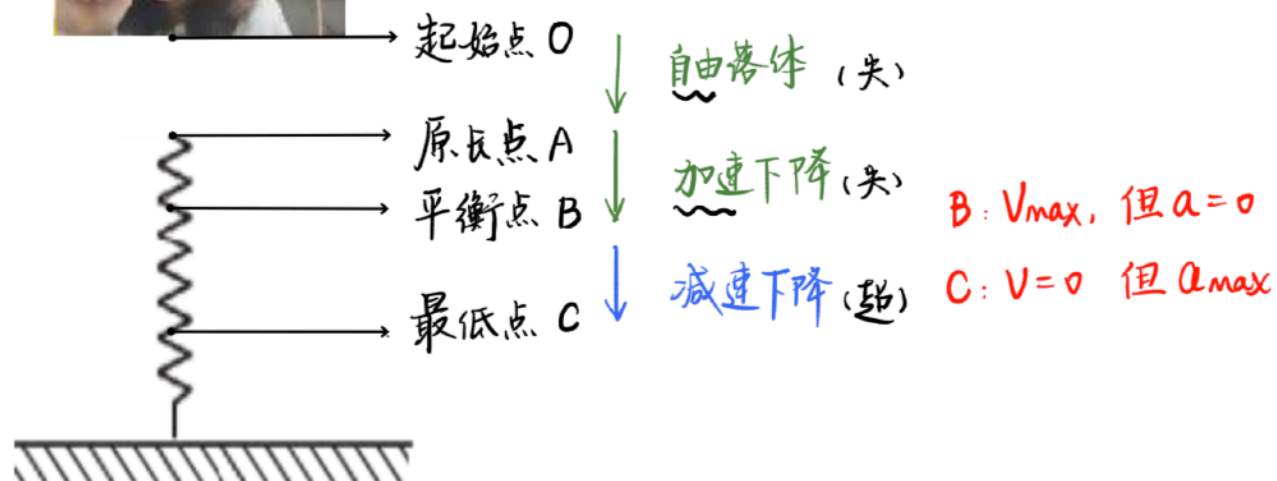 起始点 O
自由落体 (失)
原长点 A
加速下降 (失)
平衡点 B
B: Vmax, 但 a=0
减速下降 (超)
C: V=0 但 amax
最低点 C